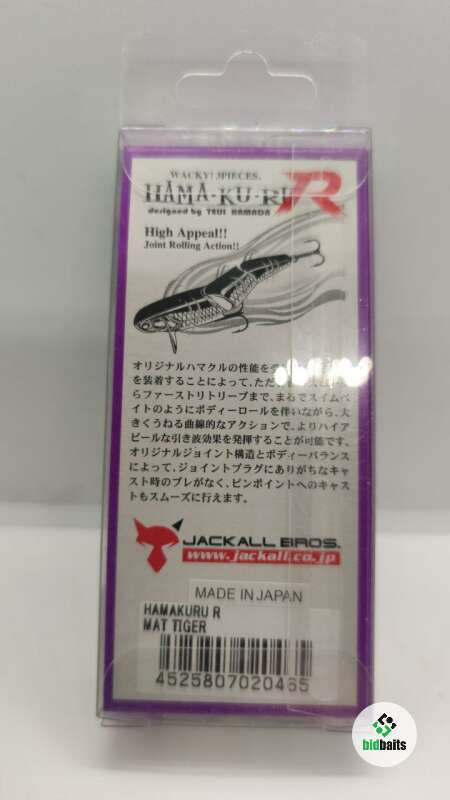 WACKY! 3PIECES.
HAMA-KU-RU R
designed by TEUI HAMADA
High Appeal!!
Joint Rolling Action!!
オリジナルハマクルの性能を
を装着することによって、ただ
らファーストリトリーブまで、まるでスイムベ
イトのようにボディーロールを伴いながら、大
きくうねる曲線的なアクションで、よりハイア
ピールな引き波効果を発揮することが可能です。
オリジナルジョイント構造とボディーバランス
によって、ジョイントプラグにありがちなキャ
スト時のブレがなく、ピンポイントへのキャス
トもスムーズに行えます。
JACKALL BROS.
www.jackall.co.jp
MADE IN JAPAN
HAMAKURU R
MAT TIGER
4525807020465
bidbaits